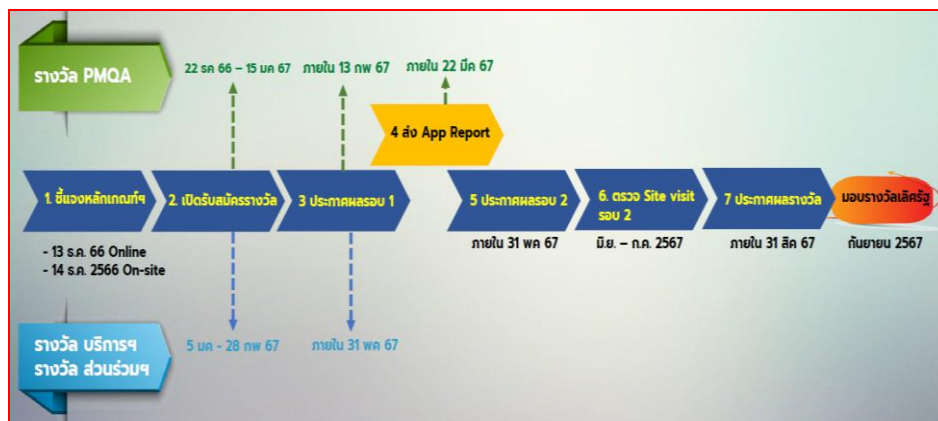 รางวัล PMQA
22 ธค 66 – 15 มค 67
ภายใน 13 กพ 67
ภายใน 22 มีค 67
4 ส่ง App Report
1. ชี้แจงหลักเกณฑ์ฯ
2. เปิดรับสมัครรางวัล
3 ประกาศผลรอบ 1
5 ประกาศผลรอบ 2
6. ตรวจ Site visit
รอบ 2
7 ประกาศผลรางวัล
มอบรางวัลเลิศรัฐ
- 13 ธ.ค. 66 Online
- 14 ธ.ค. 2566 On-site
ภายใน 31 พค 67
มิ.ย. – ก.ค. 2567
ภายใน 31 สิค 67
กันยายน 2567
รางวัล บริการฯ
รางวัล ส่วนร่วมฯ
5 มค - 28 กพ 67
ภายใน 31 พค 67